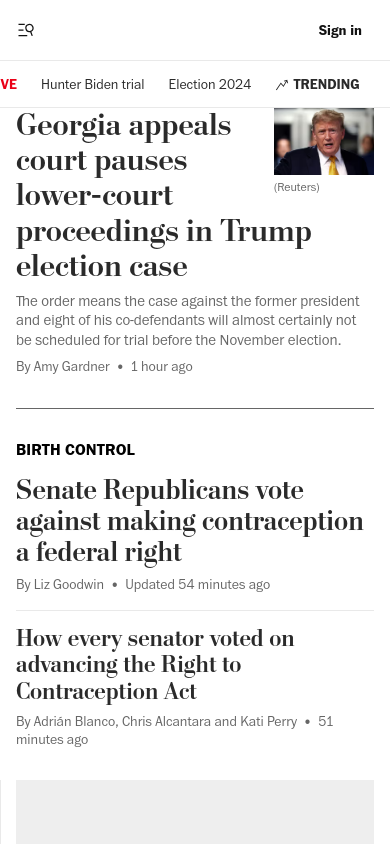 Sign in
VE
Hunter Biden trial
Election 2024
TRENDING
Georgia appeals
court pauses
lower-court
proceedings in Trump
election case
(Reuters)
The order means the case against the former president
and eight of his co-defendants will almost certainly not
be scheduled for trial before the November election.
By Amy Gardner • 1 hour ago
BIRTH CONTROL
Senate Republicans vote
against making contraception
a federal right
By Liz Goodwin • Updated 54 minutes ago
How every senator voted on
advancing the Right to
Contraception Act
By Adrián Blanco, Chris Alcantara and Kati Perry • 51
minutes ago